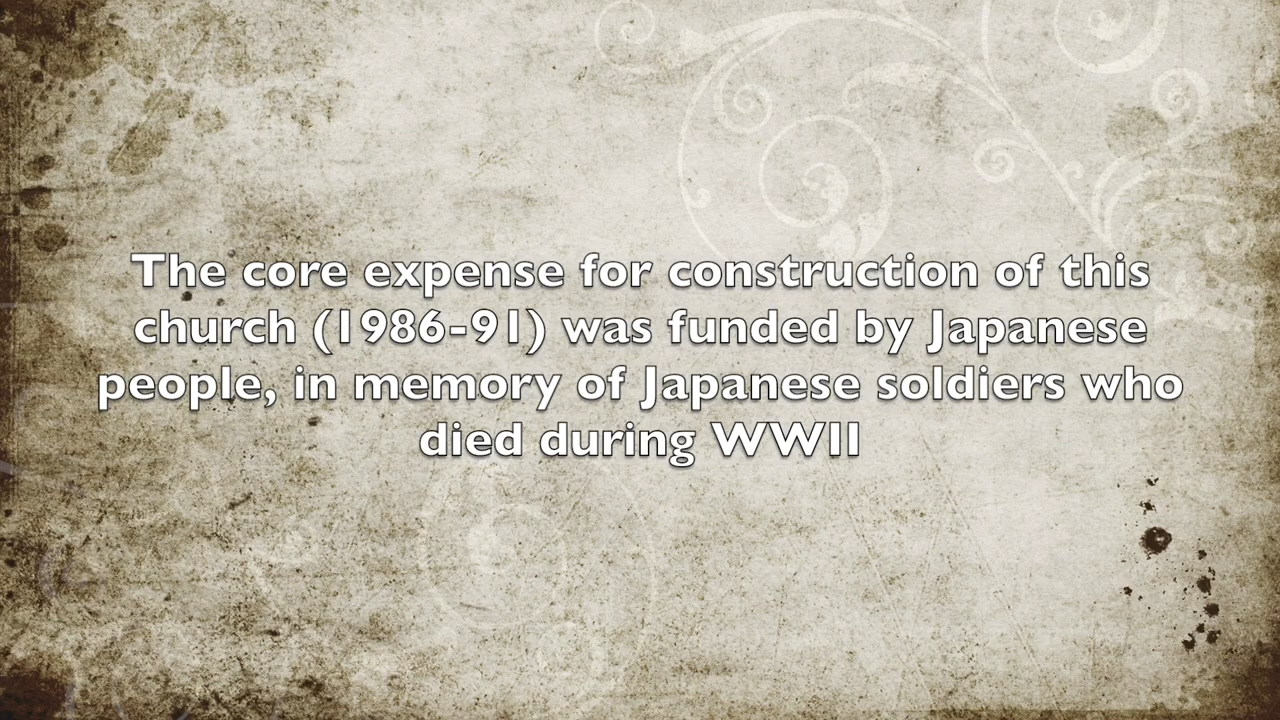 The core expense for construction of this
church (1986-91) was funded by Japanese
people, in memory of Japanese soldiers who
died during WWII